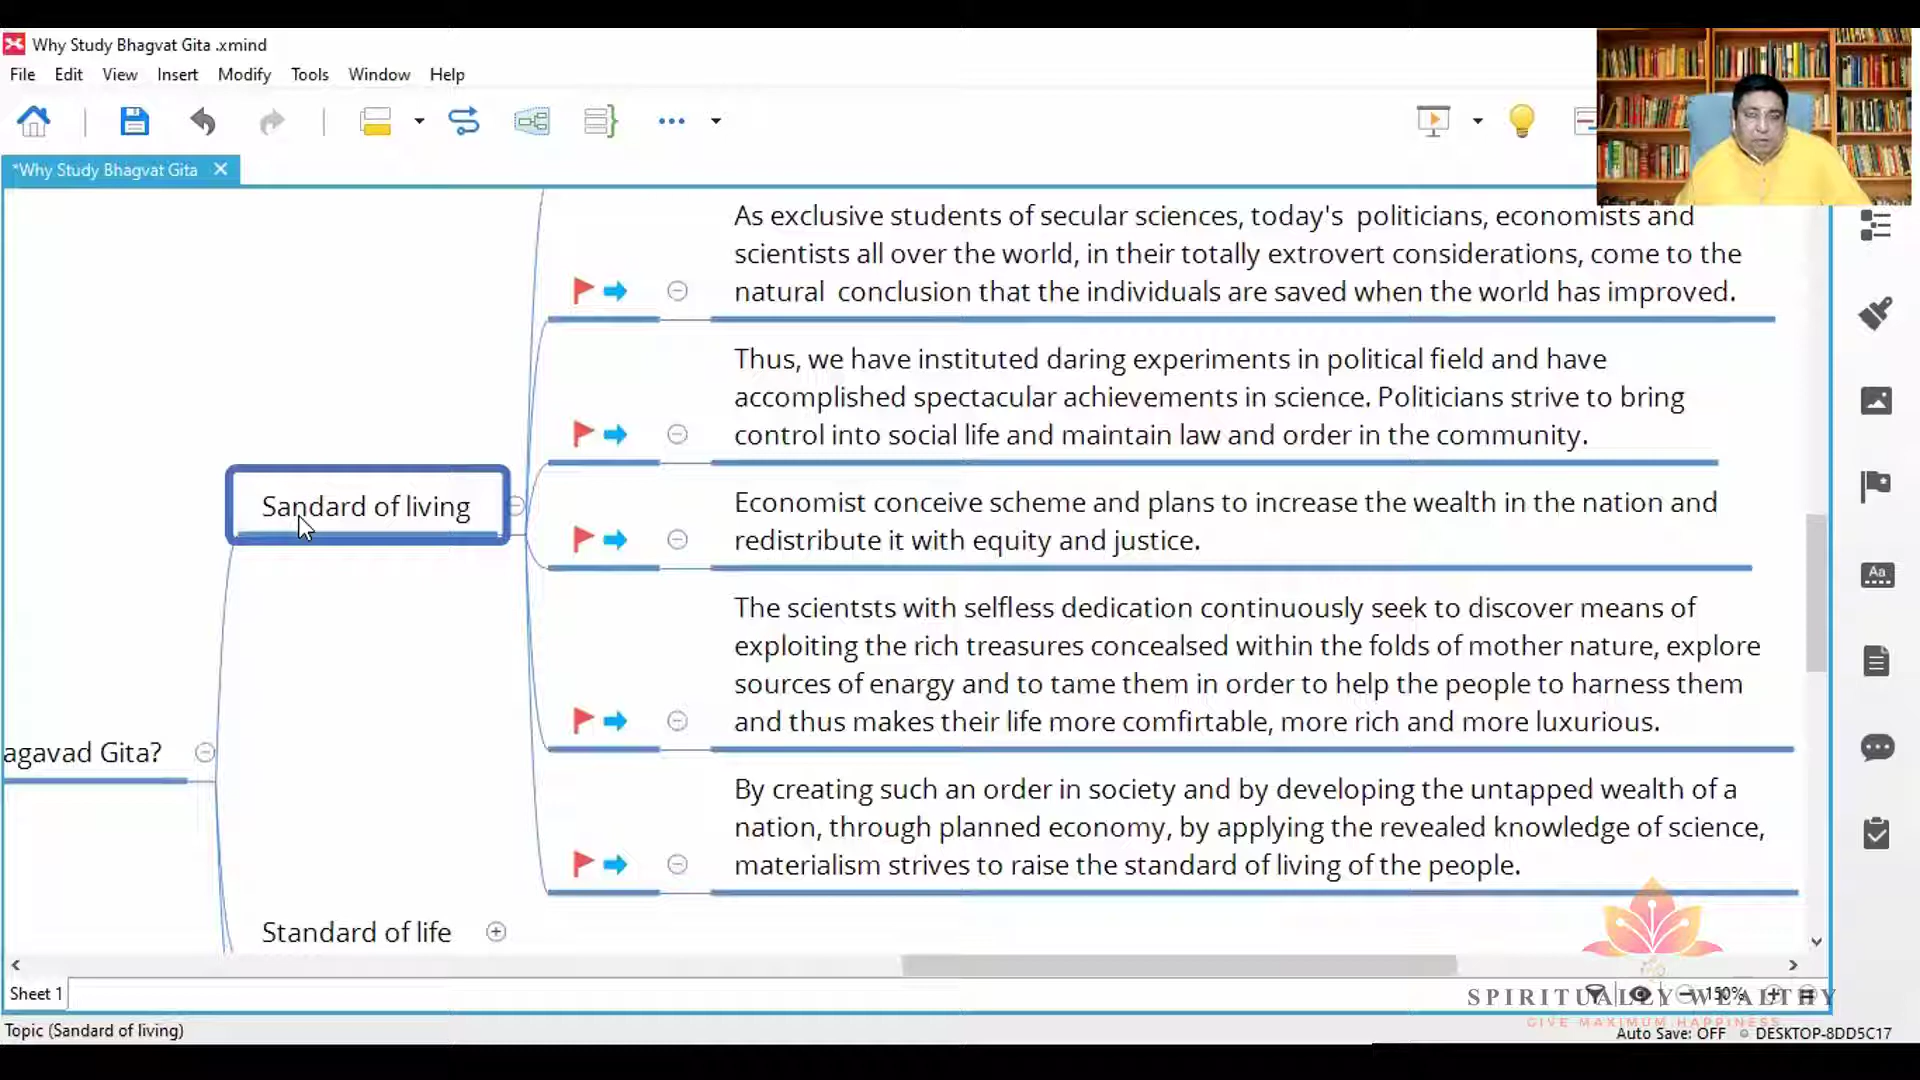 Why Study Bhagvat Gita .xmind
File Edit View Insert Modify Tools Window Help
*Why Study Bhagvat Gita
As exclusive students of secular sciences, today's  politicians, economists and
scientists all over the world, in their totally extrovert considerations, come to the
natural  conclusion that the individuals are saved when the world has improved.
Thus, we have instituted daring experiments in political field and have
accomplished spectacular achievements in science. Politicians strive to bring
control into social life and maintain law and order in the community.
Sandard of living
Economist conceive scheme and plans to increase the wealth in the nation and
redistribute it with equity and justice.
The scientsts with selfless dedication continuously seek to discover means of
exploiting the rich treasures concealsed within the folds of mother nature, explore
sources of enargy and to tame them in order to help the people to harness them
and thus makes their life more comfirtable, more rich and more luxurious.
agavad Gita?
By creating such an order in society and by developing the untapped wealth of a
nation, through planned economy, by applying the revealed knowledge of science,
materialism strives to raise the standard of living of the people.
Standard of life
Aa
Sheet 1
150%
SPIRITUALLY WEALTHY
GIVE MAXIMUM HAPPINESS
Topic (Sandard of living)
Auto Save: OFF
DESKTOP-8DD5C17